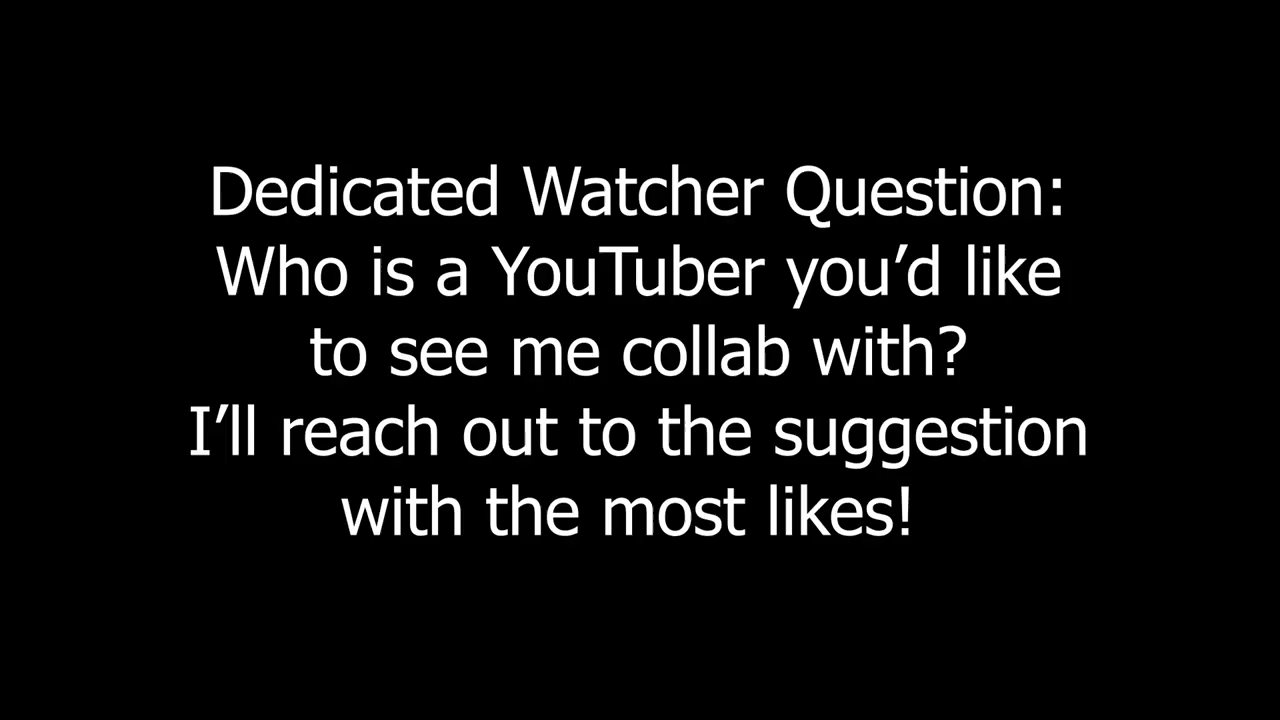 Dedicated Watcher Question:
Who is a YouTuber you’d like
to see me collab with?
I’ll reach out to the suggestion
with the most likes!